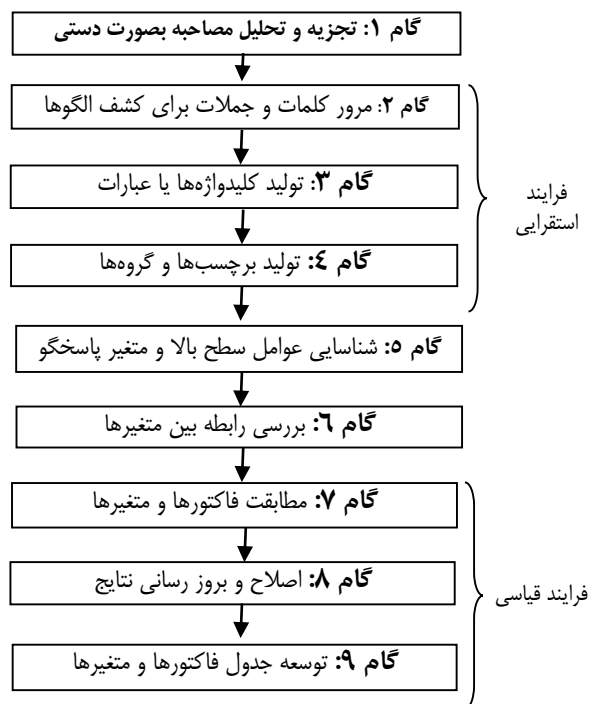 گام ۱: تجزیه و تحلیل مصاحبه بصورت دستی
گام ۲: مرور کلمات و جملات برای کشف الگوها
گام ۳: تولید کلیدواژه‌ها یا عبارات
گام ٤: تولید برچسب‌ها و گروه‌ها
فرایند
استقرایی
گام ٥: شناسایی عوامل سطح بالا و متغیر پاسخگو
گام ٦: بررسی رابطه بین متغیرها
گام ۷: مطابقت فاکتورها و متغیرها
گام ۸: اصلاح و بروز رسانی نتایج
گام ۹: توسعه جدول فاکتورها و متغیرها
فرایند قیاسی